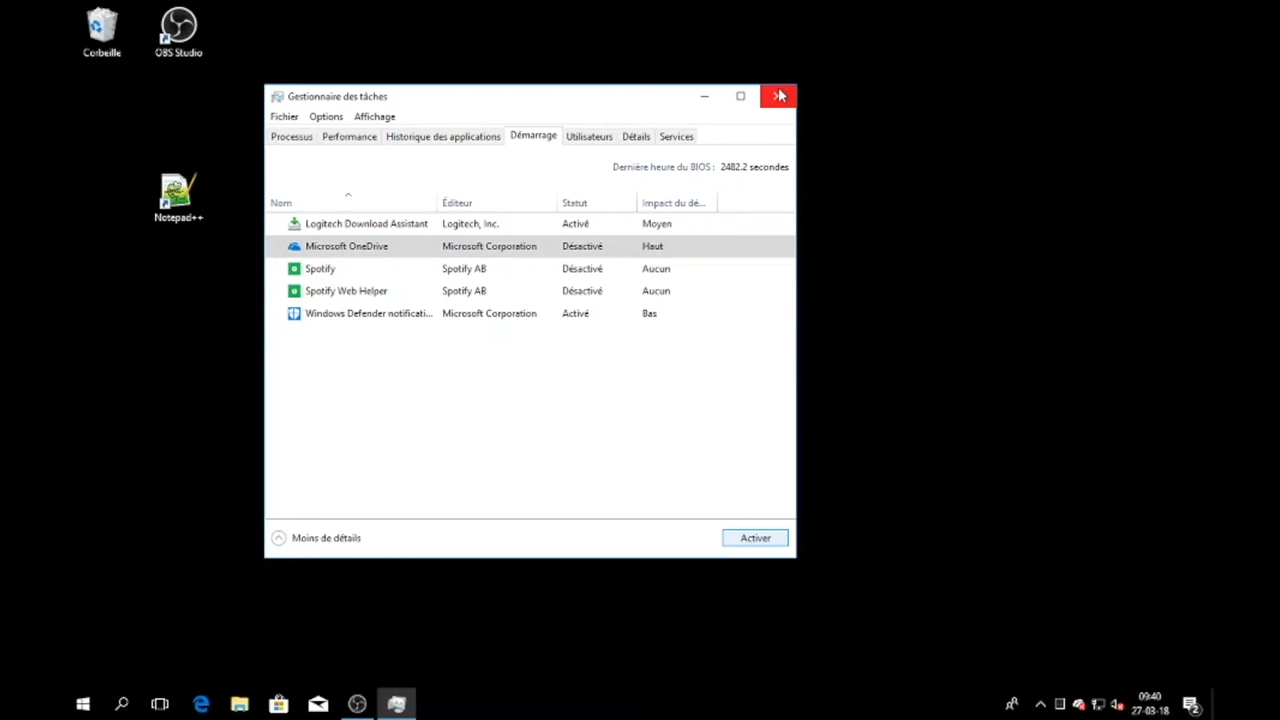 Corbeille
OBS Studio
Gestionnaire des tâches
Fichier Options Affichage
Processus Performance Historique des applications Démarrage Utilisateurs Détails Services
Dernière heure du BIOS : 2482.2 secondes
Nom Éditeur Statut Impact du dé...
Logitech Download Assistant Logitech, Inc. Activé Moyen
Microsoft OneDrive Microsoft Corporation Désactivé Haut
Spotify Spotify AB Désactivé Aucun
Spotify Web Helper Spotify AB Désactivé Aucun
Windows Defender notificati... Microsoft Corporation Activé Bas
Notepad++
Moins de détails Activer
09:40
27-03-18
2